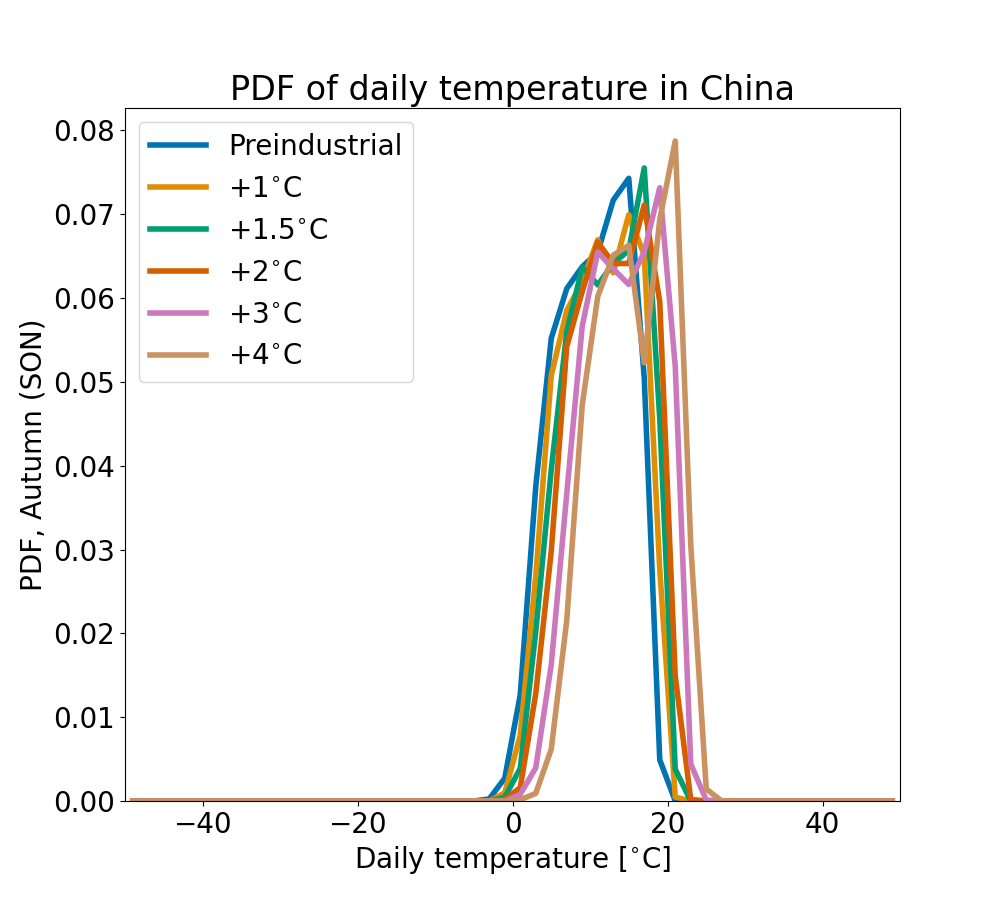 PDF of daily temperature in China
0.08
0.07
0.06
0.05
0.04
0.03
0.02
0.01
0.00
PDF, Autumn (SON)
Preindustrial
+1°C
+1.5°C
+2°C
+3°C
+4°C
−40
−20
0
20
40
Daily temperature [°C]